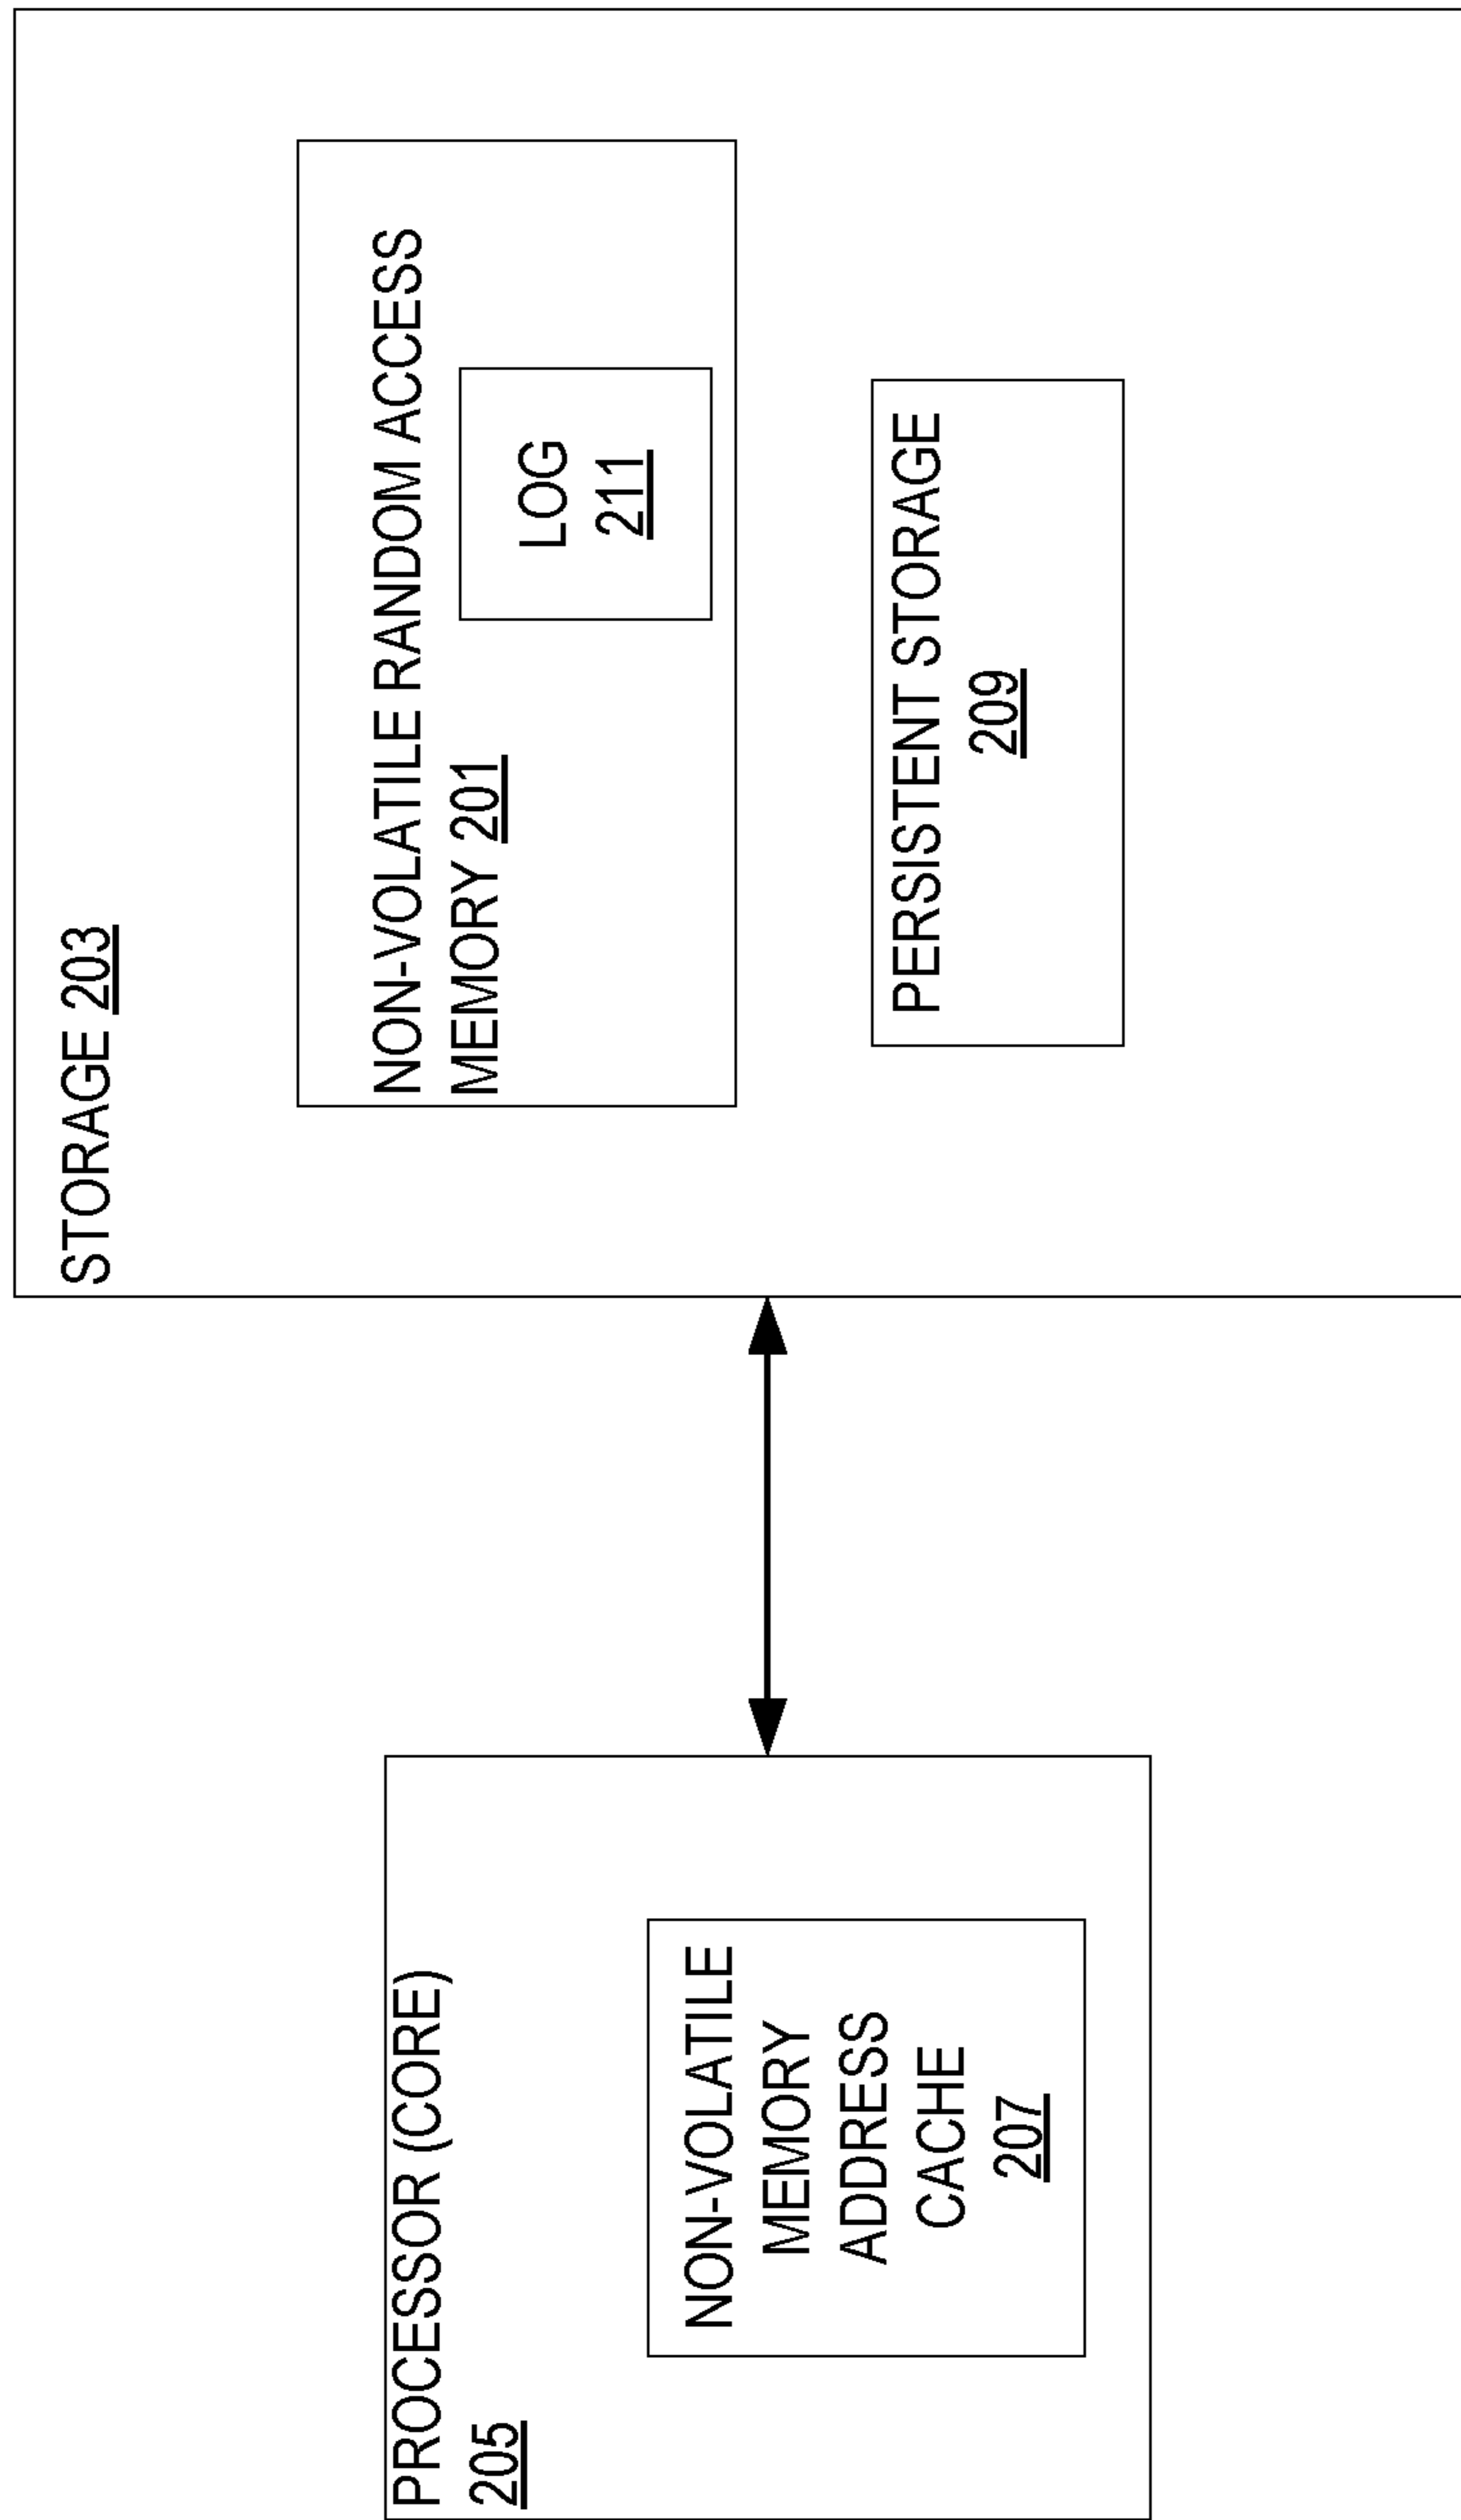 PROCESSOR (CORE)
205
NON-VOLATILE
MEMORY
ADDRESS
CACHE
207
STORAGE 203
NON-VOLATILE RANDOM ACCESS
MEMORY 201
LOG
211
PERSISTENT STORAGE
209